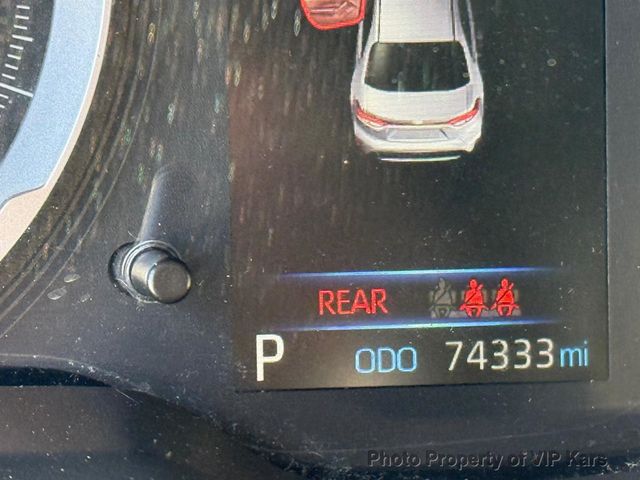 REAR
P ODO 74333 mi
Photo Property of VIP Kars